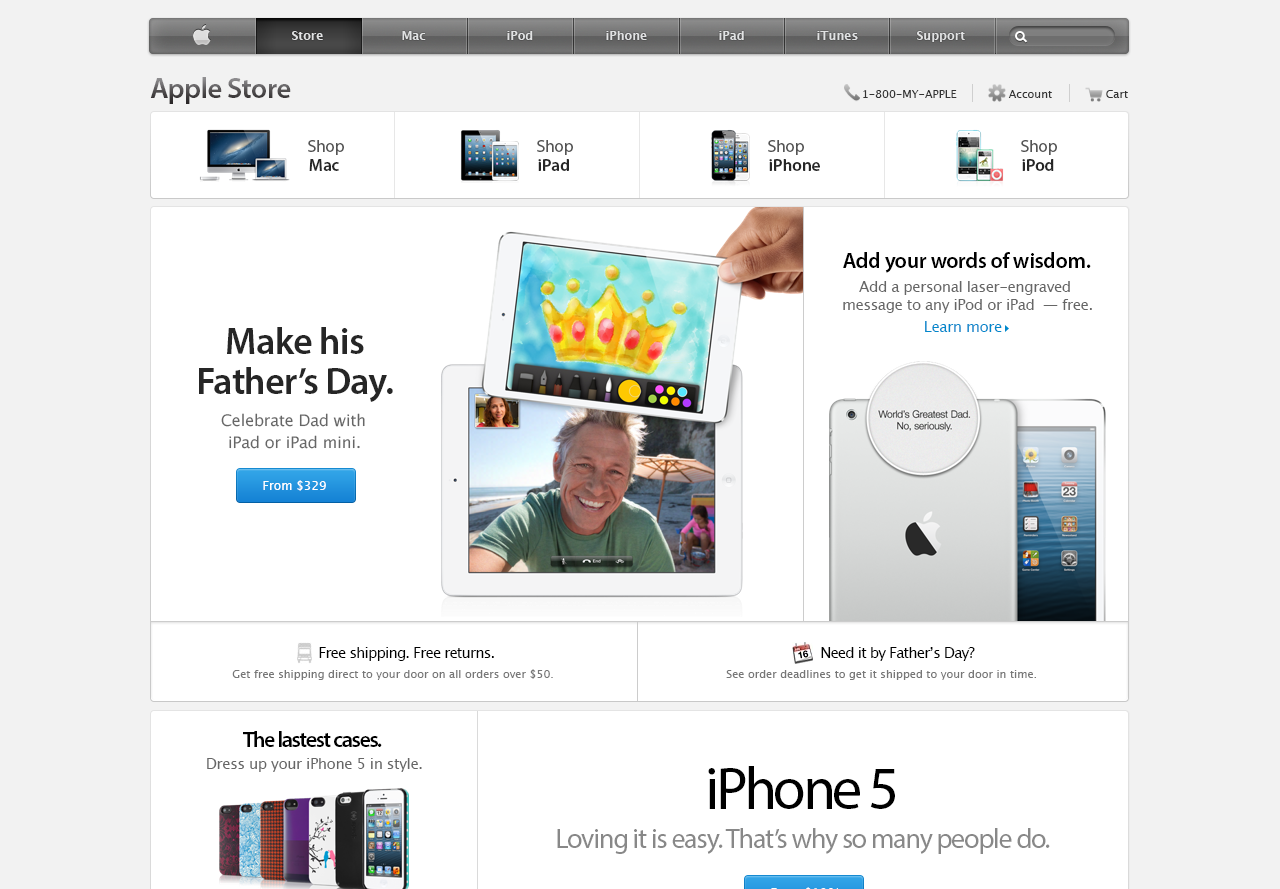 Store
Mac
iPod
iPhone
iPad
iTunes
Support
Apple Store
1-800-MY-APPLE
Account
Cart
Shop
Mac
Shop
iPad
Shop
iPhone
Shop
iPod
Make his
Father's Day.
Celebrate Dad with
iPad or iPad mini.
From $329
End
Add your words of wisdom.
Add a personal laser-engraved
message to any iPod or iPad — free.
Learn more
World's Greatest Dad.
No, seriously.
23
Free shipping. Free returns.
Get free shipping direct to your door on all orders over $50.
16
Need it by Father's Day?
See order deadlines to get it shipped to your door in time.
The lastest cases.
Dress up your iPhone 5 in style.
iPhone 5
Loving it is easy. That's why so many people do.